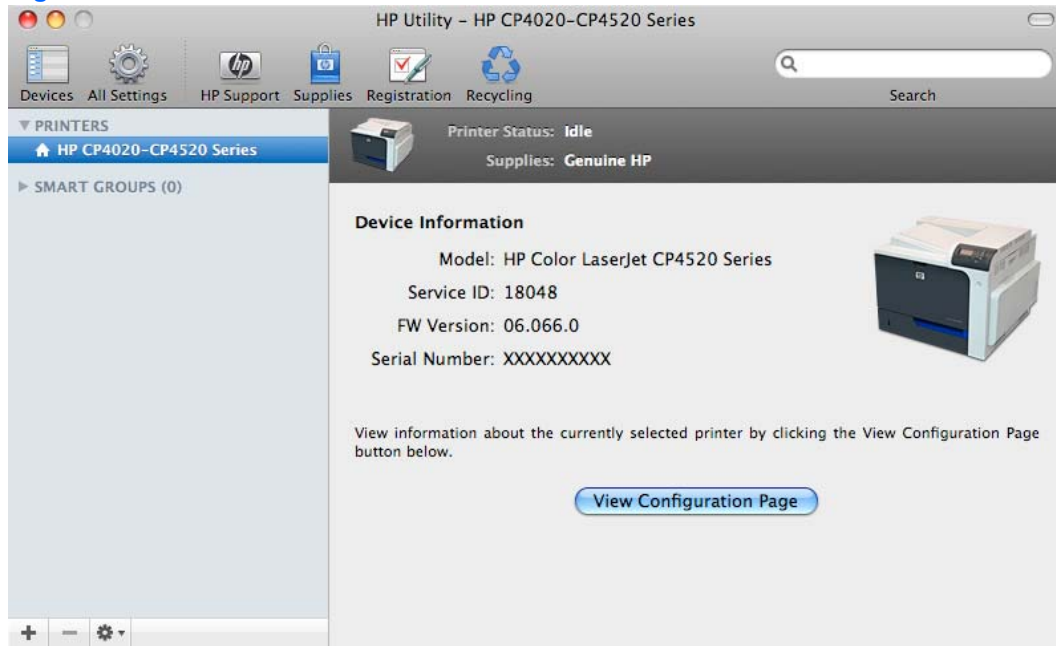 HP Utility – HP CP4020–CP4520 Series
Devices All Settings HP Support Supplies Registration Recycling Search
PRINTERS
HP CP4020–CP4520 Series
SMART GROUPS (0)
Printer Status: Idle
Supplies: Genuine HP
Device Information
Model: HP Color LaserJet CP4520 Series
Service ID: 18048
FW Version: 06.066.0
Serial Number: XXXXXXXXXX
View information about the currently selected printer by clicking the View Configuration Page
button below.
View Configuration Page